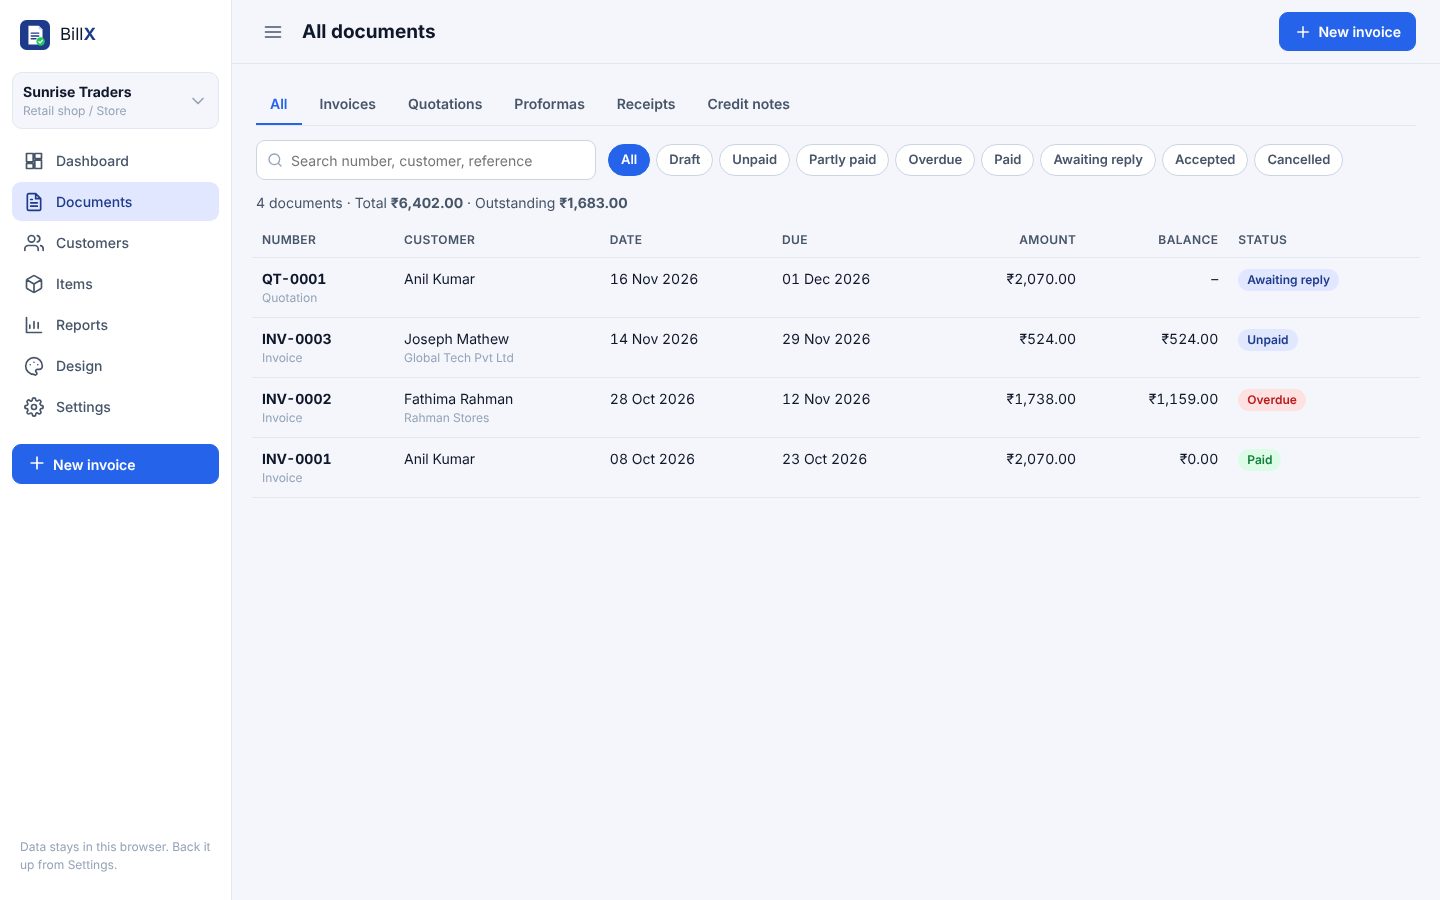 BillX
Sunrise Traders
Retail shop / Store
Dashboard
Documents
Customers
Items
Reports
Design
Settings
New invoice
Data stays in this browser. Back it
up from Settings.
All documents
New invoice
All Invoices Quotations Proformas Receipts Credit notes
Search number, customer, reference
All Draft Unpaid Partly paid Overdue Paid Awaiting reply Accepted Cancelled
4 documents · Total ₹6,402.00 · Outstanding ₹1,683.00
NUMBER CUSTOMER DATE DUE AMOUNT BALANCE STATUS
QT-0001 Anil Kumar 16 Nov 2026 01 Dec 2026 ₹2,070.00 – Awaiting reply
Quotation
INV-0003 Joseph Mathew 14 Nov 2026 29 Nov 2026 ₹524.00 ₹524.00 Unpaid
Invoice Global Tech Pvt Ltd
INV-0002 Fathima Rahman 28 Oct 2026 12 Nov 2026 ₹1,738.00 ₹1,159.00 Overdue
Invoice Rahman Stores
INV-0001 Anil Kumar 08 Oct 2026 23 Oct 2026 ₹2,070.00 ₹0.00 Paid
Invoice